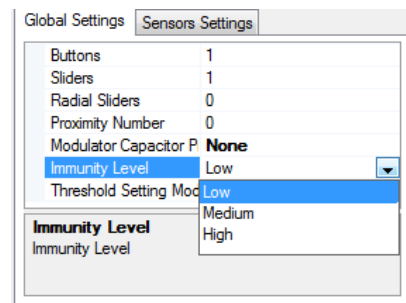 Global Settings Sensors Settings
Buttons 1
Sliders 1
Radial Sliders 0
Proximity Number 0
Modulator Capacitor P None
Immunity Level Low
Threshold Setting Mod Low
Medium
High
Immunity Level
Immunity Level